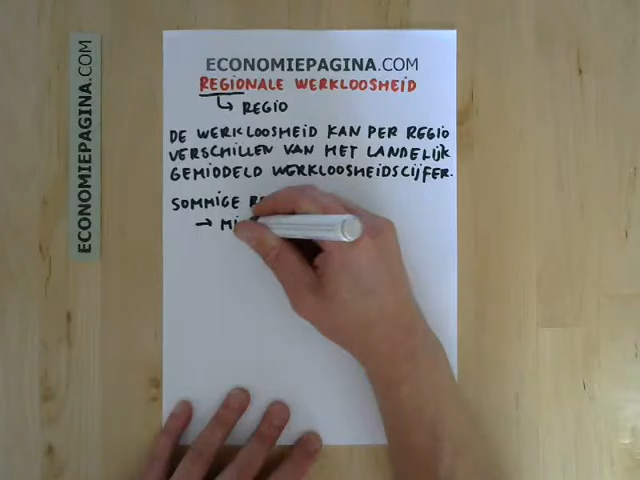 ECONOMIEPAGINA.COM
ECONOMIEPAGINA.COM
REGIONALE WERKLOOSHEID
↳ REGIO
DE WERKLOOSHEID KAN PER REGIO
VERSCHILLEN VAN HET LANDELIJK
GEMIDDELD WERKLOOSHEIDSCIJFER.
SOMMIGE
→